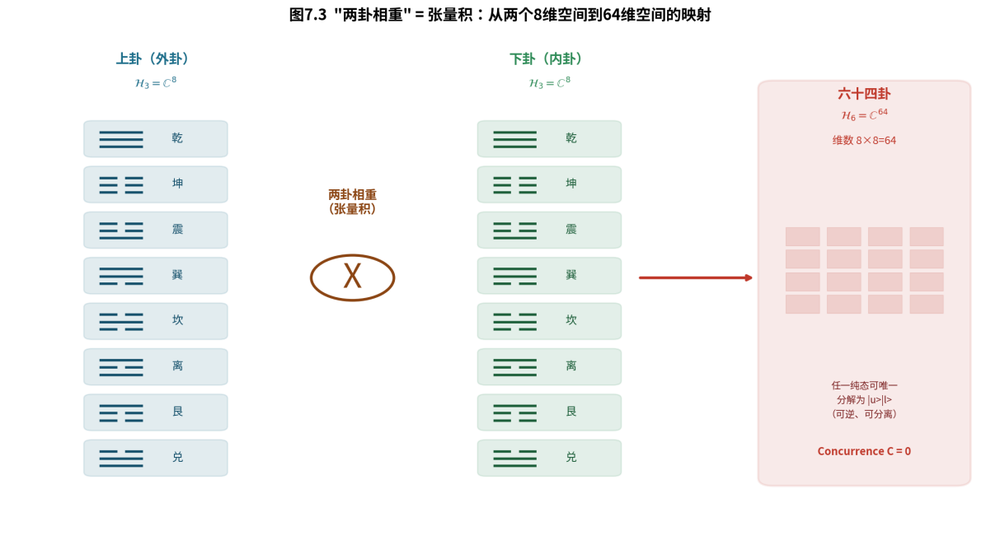 图7.3 "两卦相重" = 张量积：从两个8维空间到64维空间的映射
上卦（外卦）
ℋ₃ = ℂ⁸
乾
坤
震
巽
坎
离
艮
兑
两卦相重
（张量积）
X
下卦（内卦）
ℋ₃ = ℂ⁸
乾
坤
震
巽
坎
离
艮
兑
六十四卦
ℋ₆ = ℂ⁶⁴
维数 8×8=64
任一纯态可唯一
分解为 |u>|l>
（可逆、可分离）
Concurrence C = 0